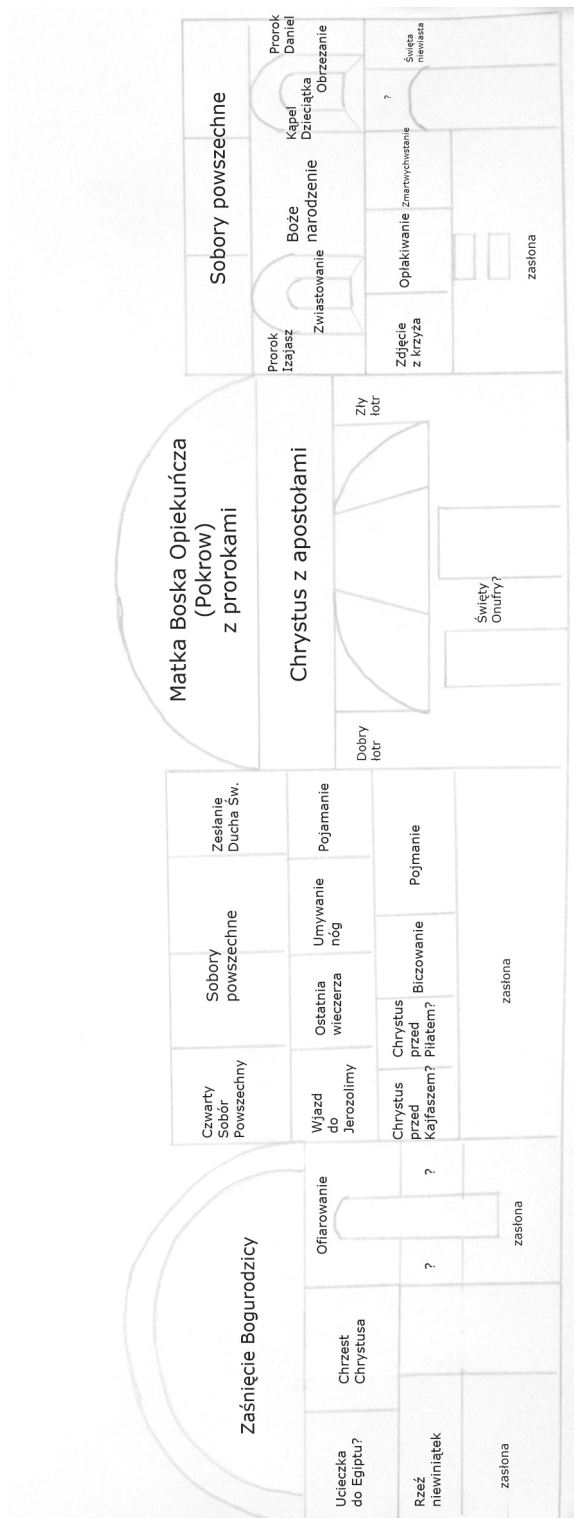 Zaśnięcie Bogurodzicy
Ucieczka
do Egiptu?
Chrzest
Chrystusa
Ofiarowanie
Rzeź
niewiniątek
?
?
zasłona
zasłona
Czwarty
Sobór
Powszechny
Sobory
powszechne
Zesłanie
Ducha Św.
Wjazd
do
Jerozolimy
Ostatnia
wieczerza
Umywanie
nóg
Pojamanie
Chrystus
przed
Kajfaszem?
Chrystus
przed
Piłatem?
Biczowanie
Pojmanie
zasłona
Matka Boska Opiekuńcza
(Pokrow)
z prorokami
Chrystus z apostołami
Dobry
łotr
Zły
łotr
Święty
Onufry?
Sobory powszechne
Prorok
Izajasz
Zwiastowanie
Boże
narodzenie
Kąpel
Dzieciątka
Obrzezanie
Prorok
Daniel
Zdjęcie
z krzyża
Opłakiwanie
Zmartwychwstanie
?
Święta
niewiasta
zasłona